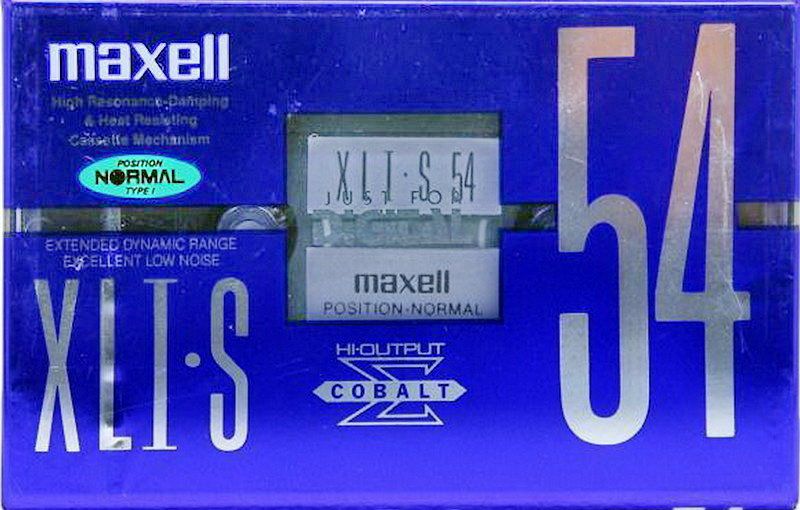 maxell
High Resonance-Damping
& Heat Resisting
Cassette Mechanism
POSITION
NORMAL
TYPE I
EXTENDED DYNAMIC RANGE
EXCELLENT LOW NOISE
XLI·S
XLI·S 54
JUST FOR
DIGITAL
maxell
POSITION·NORMAL
HI·OUTPUT
Σ
COBALT
54